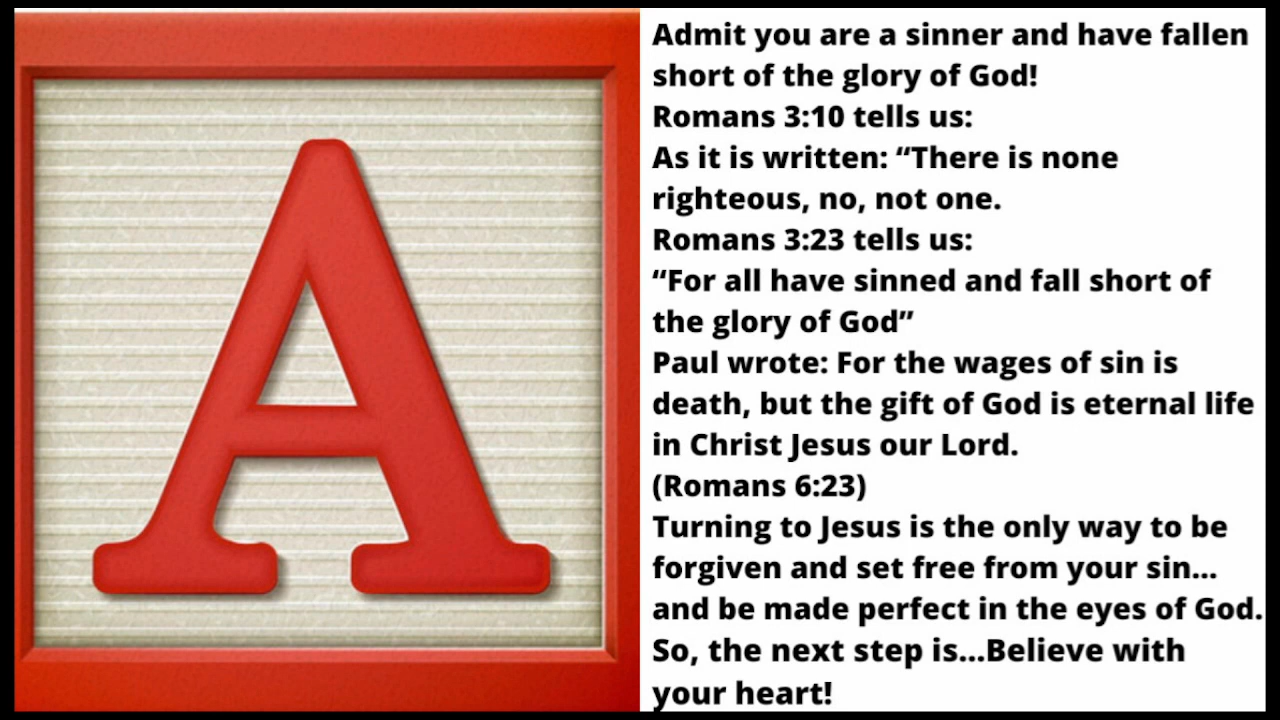 A
Admit you are a sinner and have fallen
short of the glory of God!
Romans 3:10 tells us:
As it is written: “There is none
righteous, no, not one.
Romans 3:23 tells us:
“For all have sinned and fall short of
the glory of God”
Paul wrote: For the wages of sin is
death, but the gift of God is eternal life
in Christ Jesus our Lord.
(Romans 6:23)
Turning to Jesus is the only way to be
forgiven and set free from your sin...
and be made perfect in the eyes of God.
So, the next step is...Believe with
your heart!